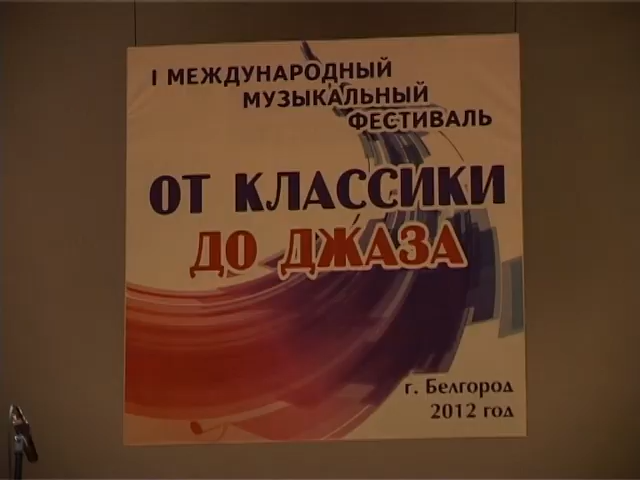 I МЕЖДУНАРОДНЫЙ
МУЗЫКАЛЬНЫЙ
ФЕСТИВАЛЬ
ОТ КЛАССИКИ
ДО ДЖАЗА
г. Белгород
2012 год